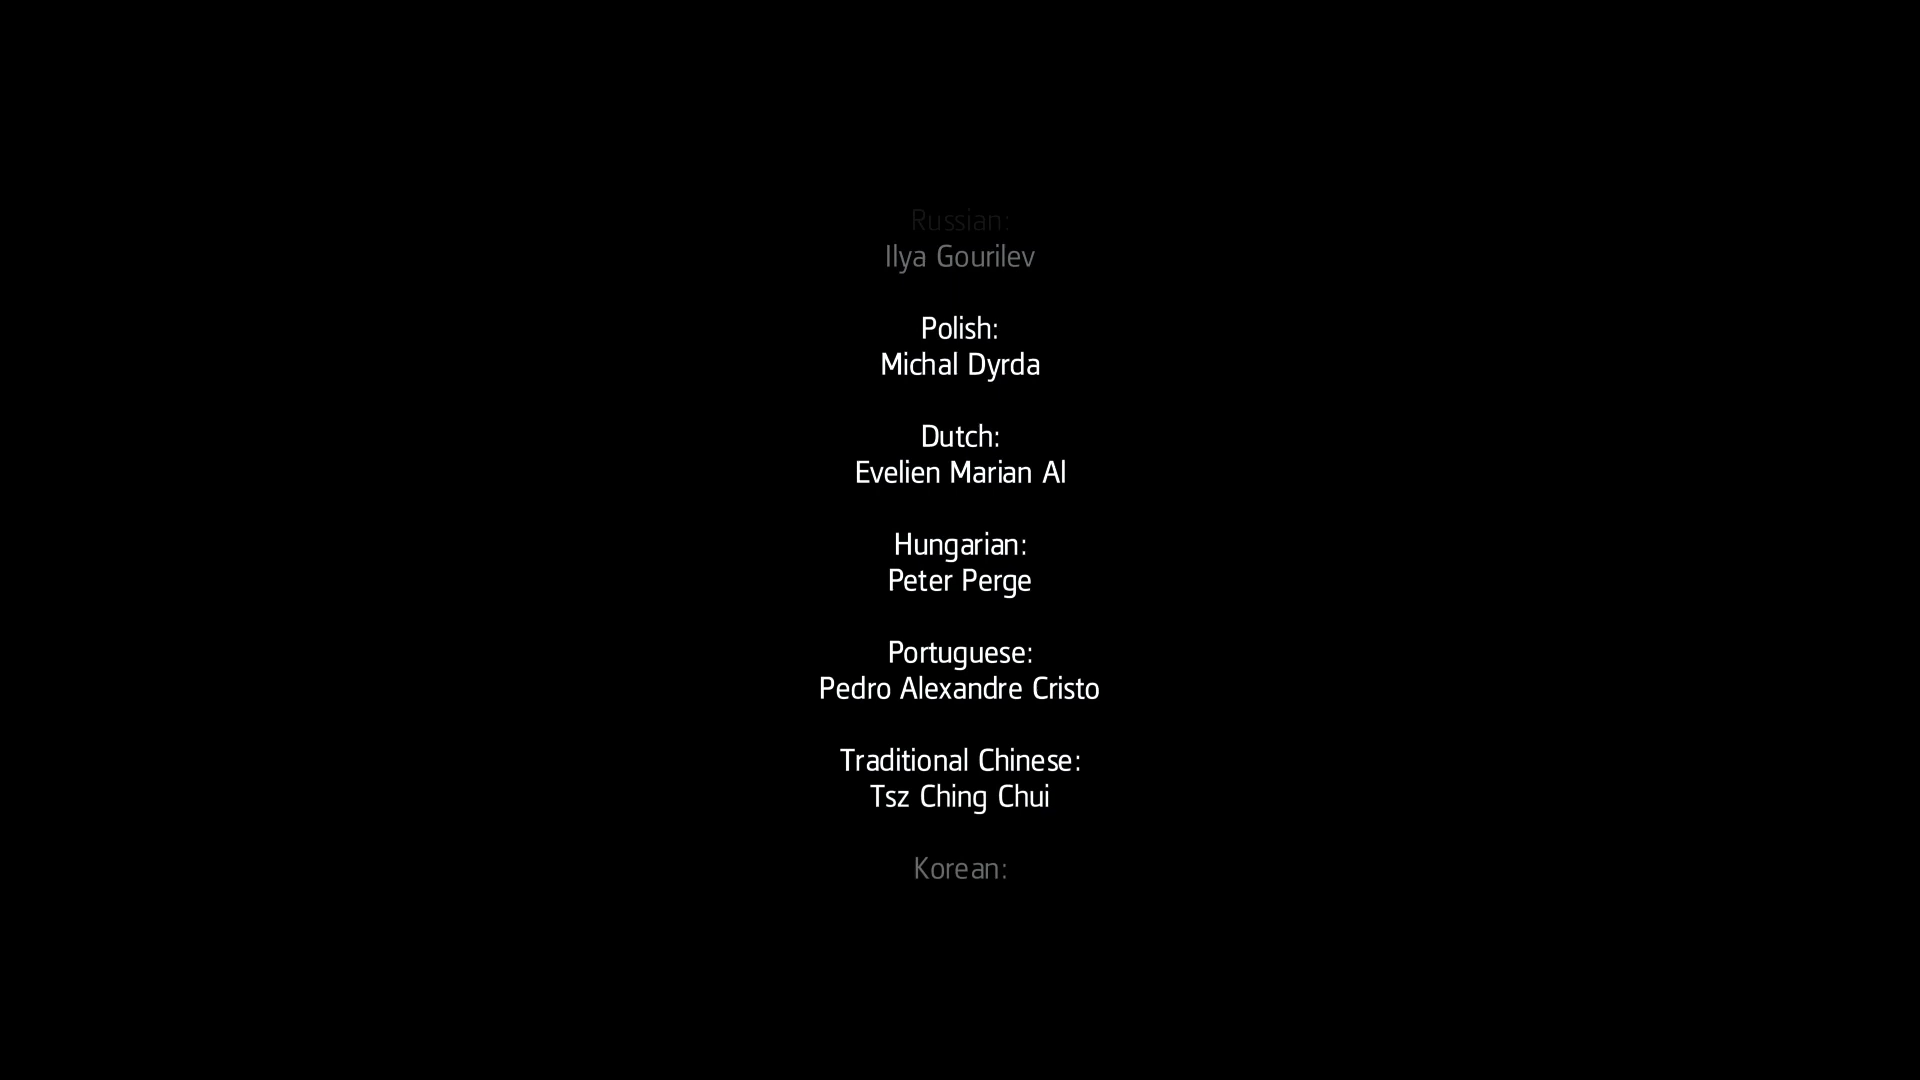 Russian:
Ilya Gourilev
Polish:
Michal Dyrda
Dutch:
Evelien Marian Al
Hungarian:
Peter Perge
Portuguese:
Pedro Alexandre Cristo
Traditional Chinese:
Tsz Ching Chui
Korean: